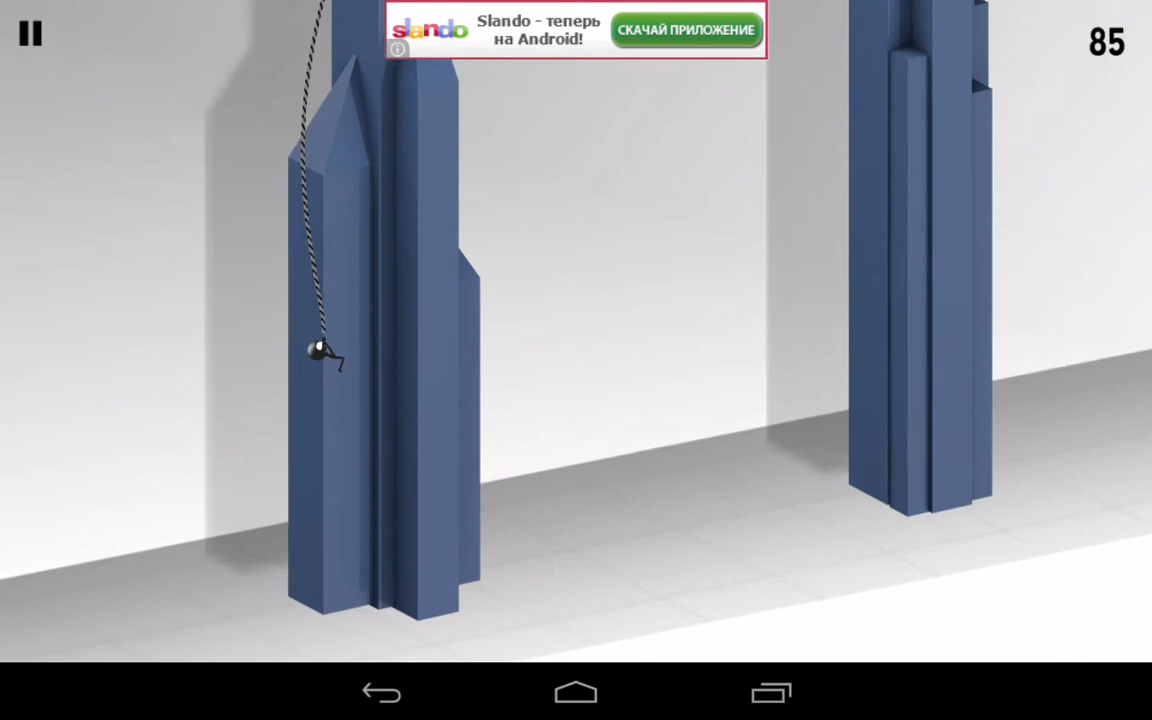 slando
Slando - теперь
на Android!
СКАЧАЙ ПРИЛОЖЕНИЕ
85